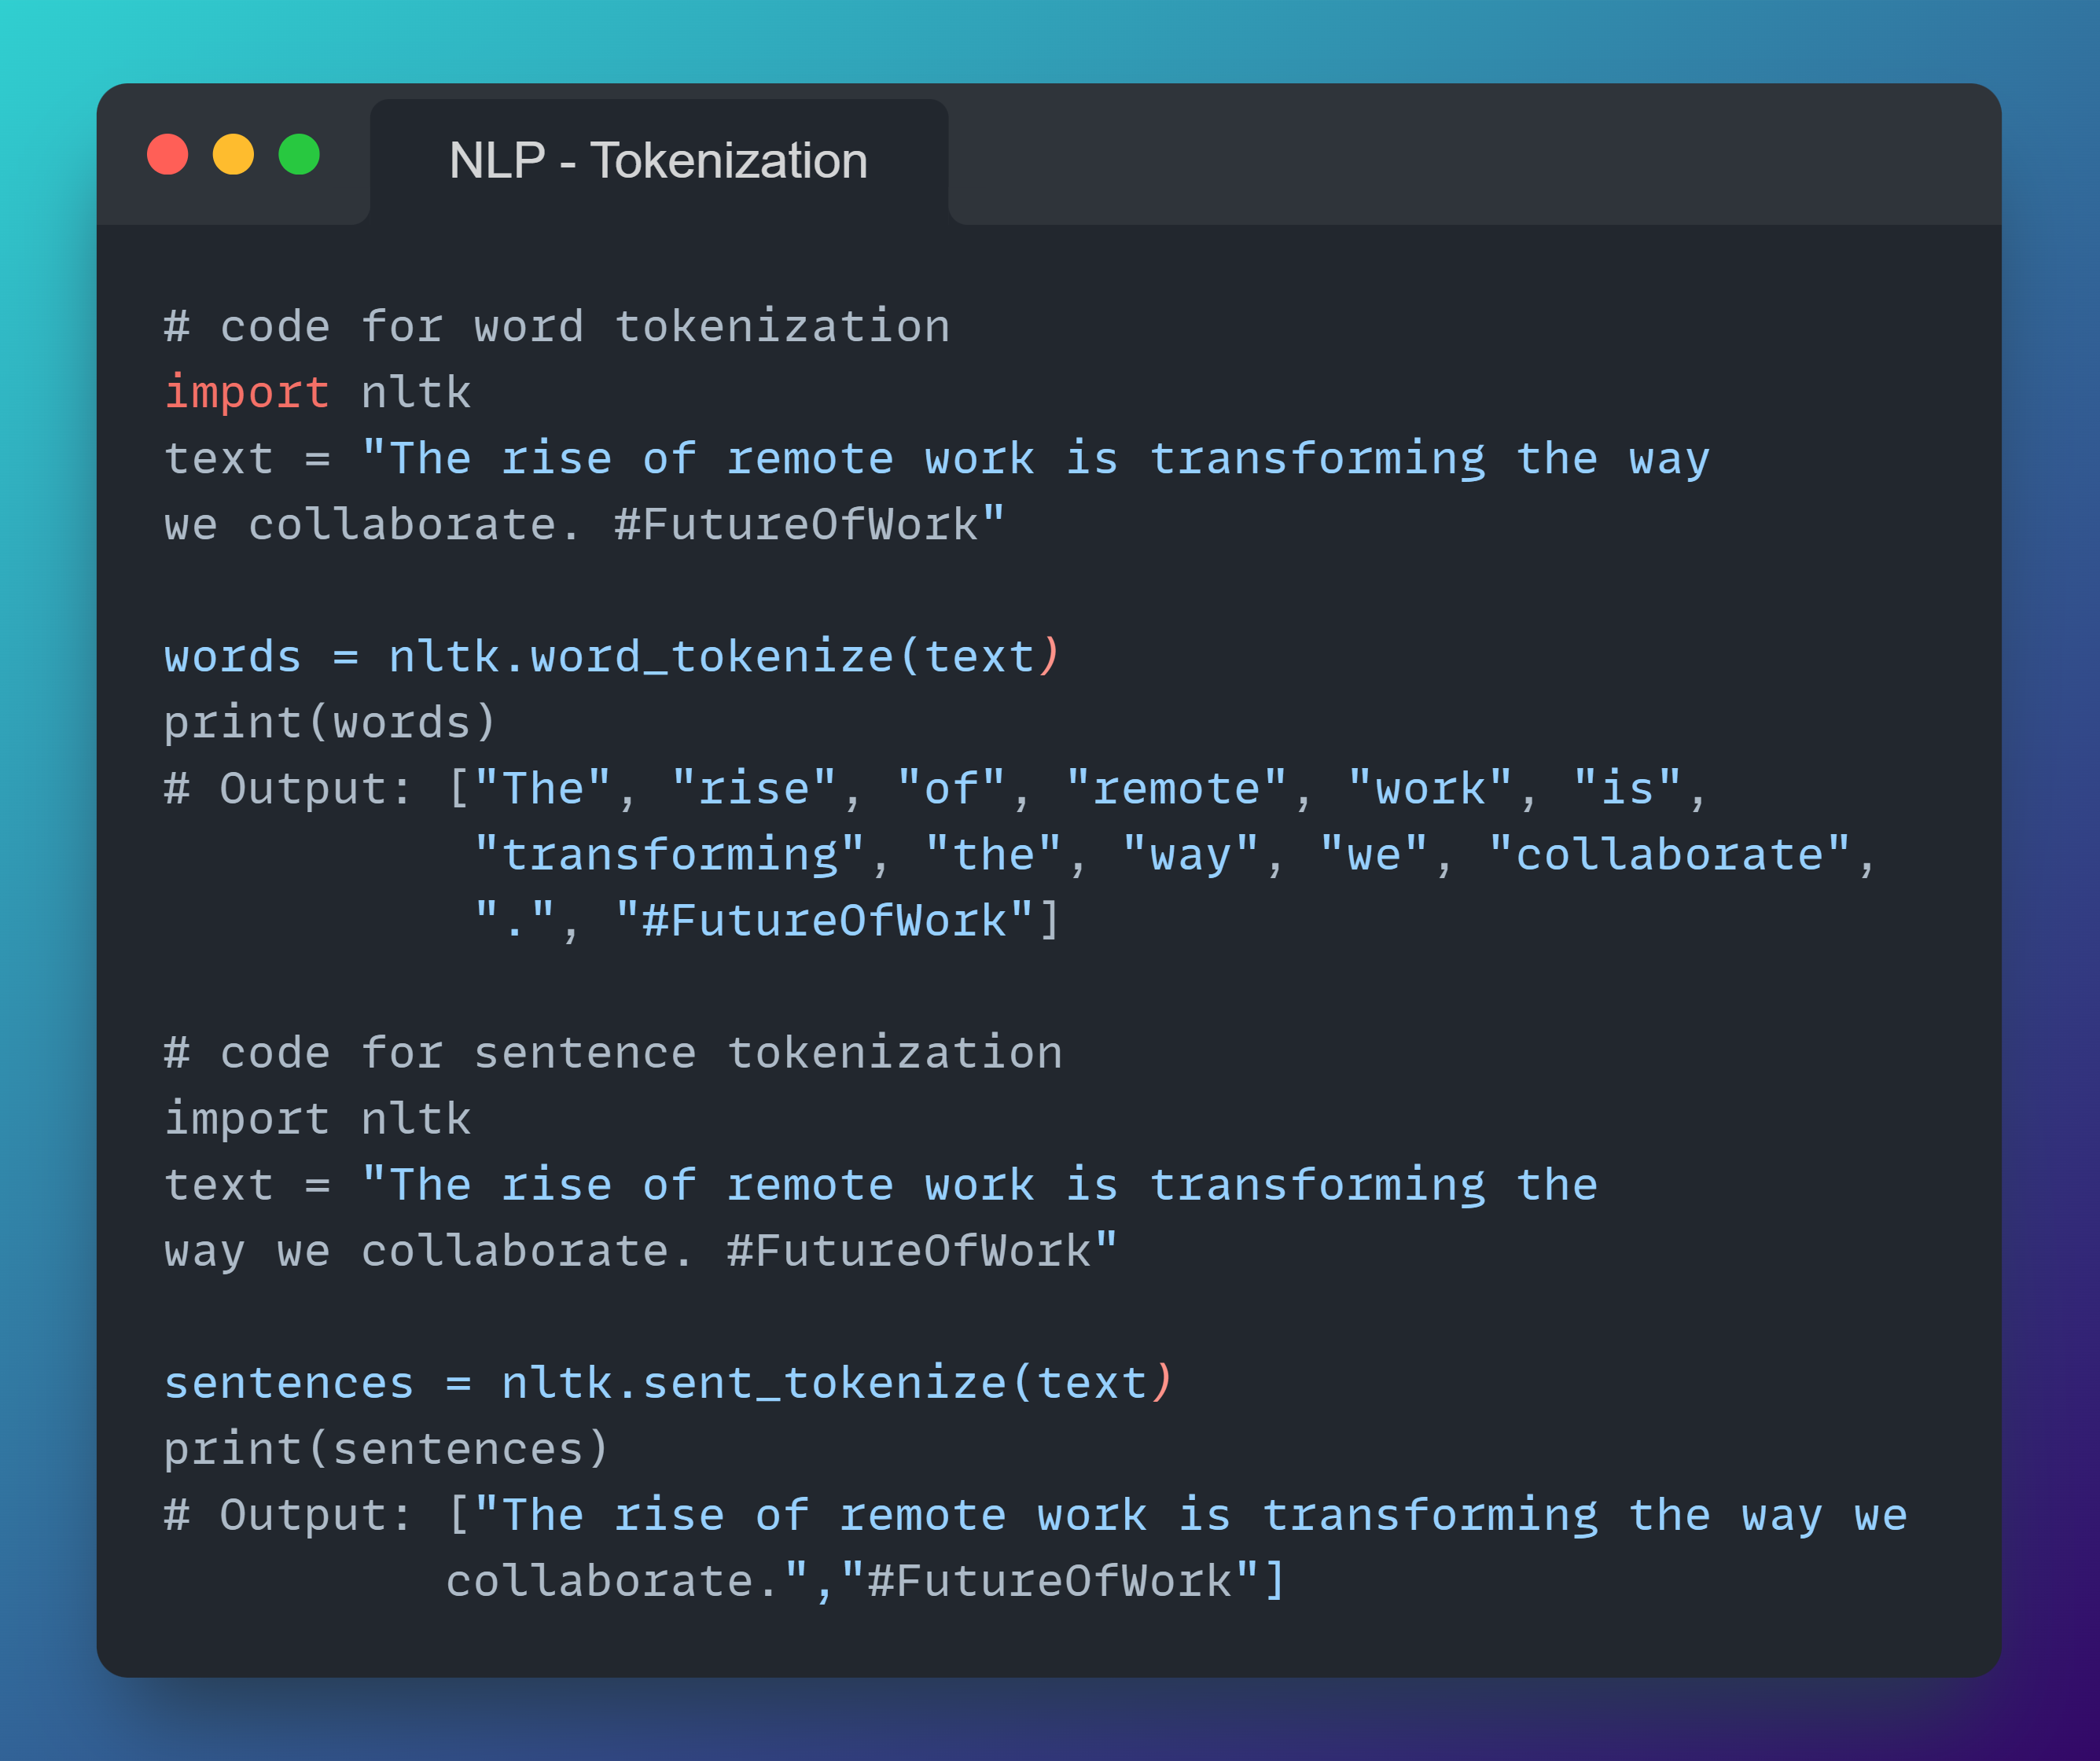 NLP - Tokenization
# code for word tokenization
import nltk
text = "The rise of remote work is transforming the way
we collaborate. #FutureOfWork"
words = nltk.word_tokenize(text)
print(words)
# Output: ["The", "rise", "of", "remote", "work", "is",
"transforming", "the", "way", "we", "collaborate",
".", "#FutureOfWork"]
# code for sentence tokenization
import nltk
text = "The rise of remote work is transforming the
way we collaborate. #FutureOfWork"
sentences = nltk.sent_tokenize(text)
print(sentences)
# Output: ["The rise of remote work is transforming the way we
collaborate.","#FutureOfWork"]